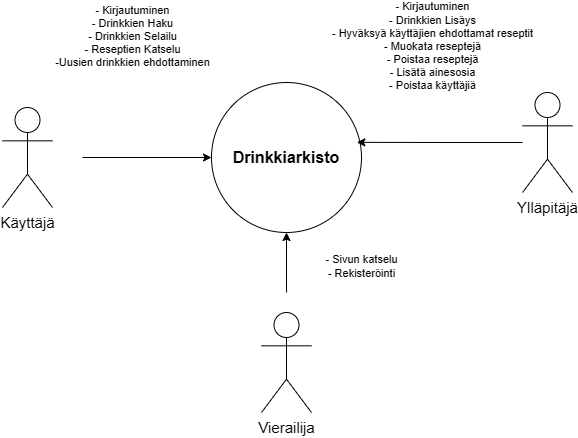 - Kirjautuminen
- Drinkkien Haku
- Drinkkien Selailu
- Reseptien Katselu
-Uusien drinkkien ehdottaminen
- Kirjautuminen
- Drinkkien Lisäys
- Hyväksyä käyttäjien ehdottamat reseptit
- Muokata reseptejä
- Poistaa reseptejä
- Lisätä ainesosia
- Poistaa käyttäjiä
Drinkkiarkisto
Käyttäjä
Ylläpitäjä
- Sivun katselu
- Rekisteröinti
Vierailija